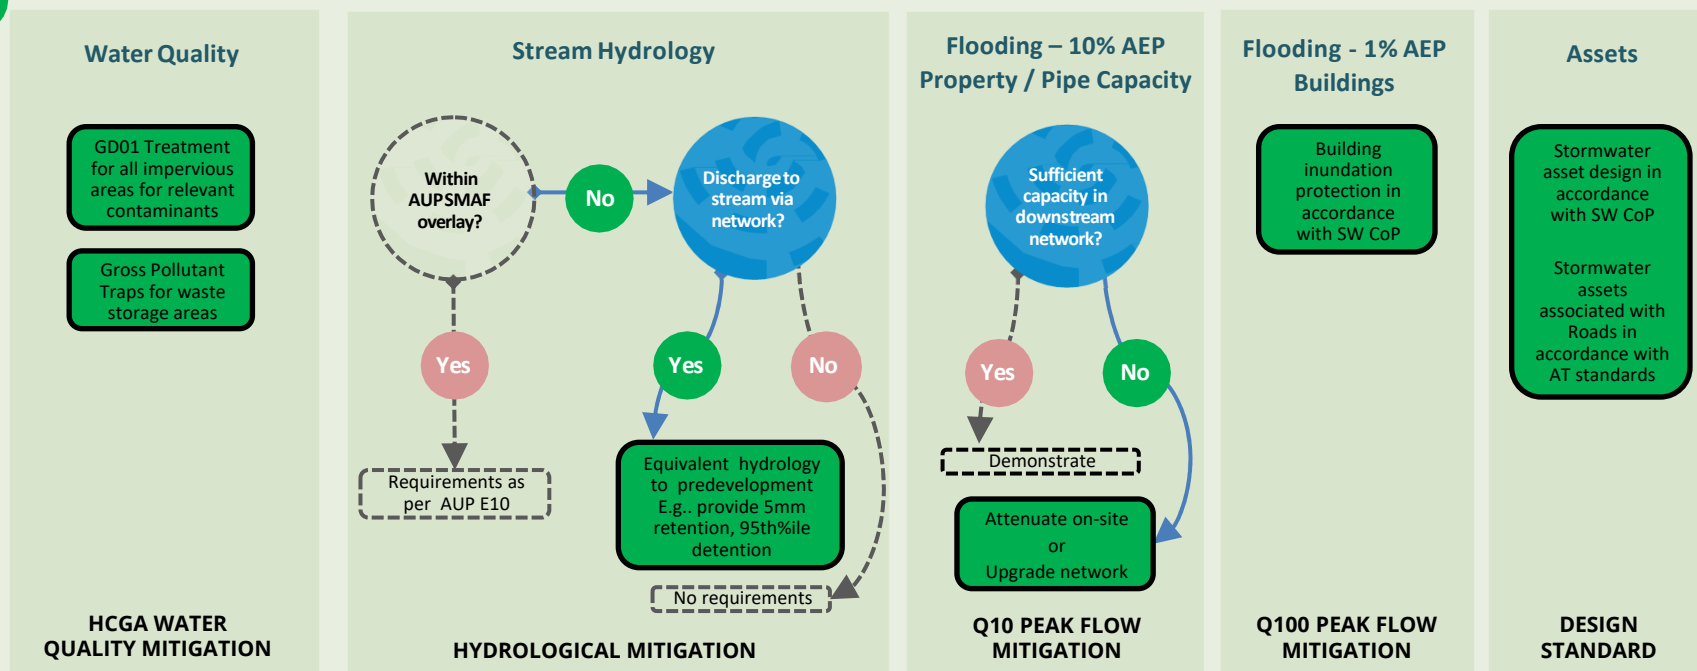 Water Quality
GD01 Treatment
for all impervious
areas for relevant
contaminants
Gross Pollutant
Traps for waste
storage areas
HCGA WATER
QUALITY MITIGATION
Stream Hydrology
Within
AUP SMAF
overlay?
No
Discharge to
stream via
network?
Yes
Yes
No
Requirements as
per AUP E10
Equivalent hydrology
to predevelopment
E.g.. provide 5mm
retention, 95th%ile
detention
No requirements
HYDROLOGICAL MITIGATION
Flooding – 10% AEP
Property / Pipe Capacity
Sufficient
capacity in
downstream
network?
Yes
No
Demonstrate
Attenuate on-site
or
Upgrade network
Q10 PEAK FLOW
MITIGATION
Flooding - 1% AEP
Buildings
Building
inundation
protection in
accordance
with SW CoP
Q100 PEAK FLOW
MITIGATION
Assets
Stormwater
asset design in
accordance
with SW CoP
Stormwater
assets
associated with
Roads in
accordance with
AT standards
DESIGN
STANDARD